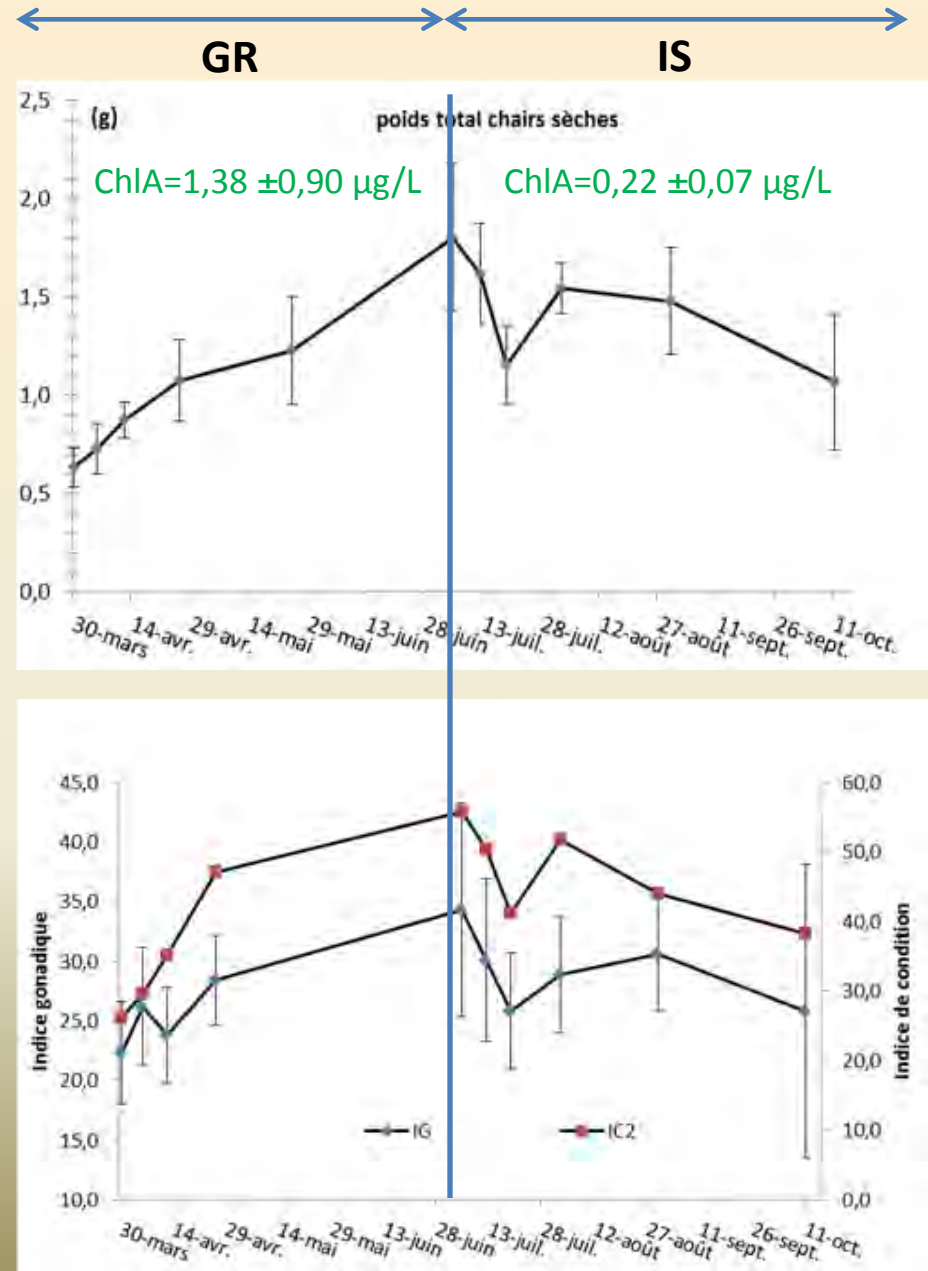 GR IS
(g) poids total chairs sèches
ChlA=1,38 ±0,90 µg/L ChlA=0,22 ±0,07 µg/L
2,5
2,0
1,5
1,0
0,5
0,0
30-mars 14-avr. 29-avr. 14-mai 29-mai 13-juin 28-juin 13-juil. 28-juil. 12-août 27-août 11-sept. 26-sept. 11-oct.
Indice gonadique
45,0
40,0
35,0
30,0
25,0
20,0
15,0
10,0
IG IC2
60,0
50,0
40,0
30,0
20,0
10,0
0,0
Indice de condition
30-mars 14-avr. 29-avr. 14-mai 29-mai 13-juin 28-juin 13-juil. 28-juil. 12-août 27-août 11-sept. 26-sept. 11-oct.